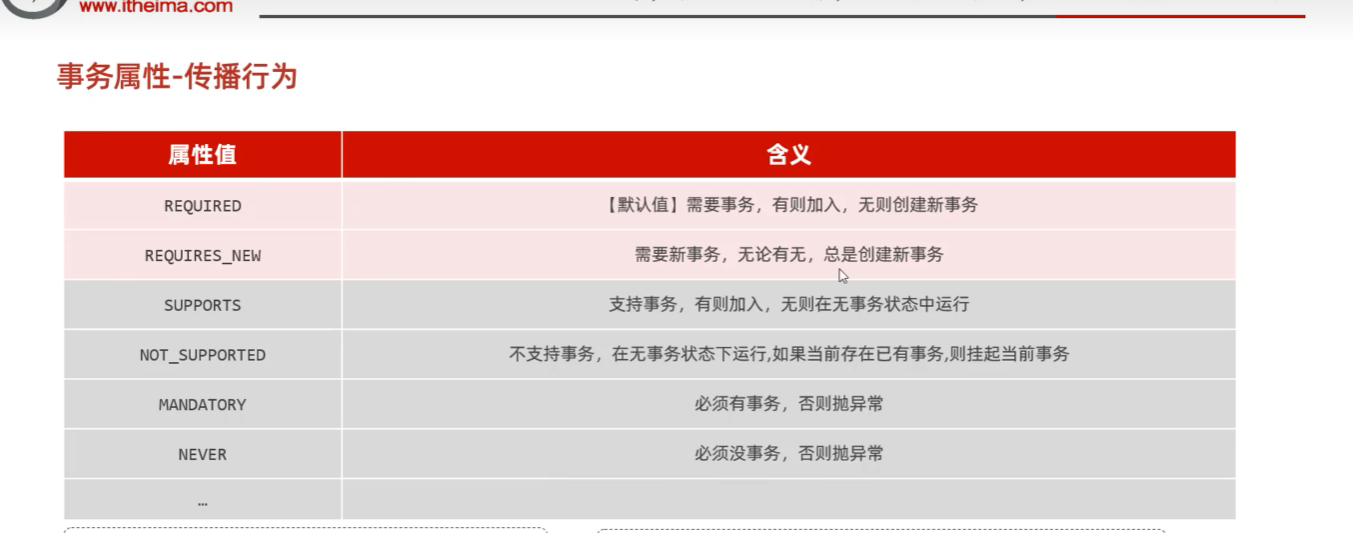 www.itheima.com
事务属性-传播行为
属性值 含义
REQUIRED 【默认值】需要事务，有则加入，无则创建新事务
REQUIRES_NEW 需要新事务，无论有无，总是创建新事务
SUPPORTS 支持事务，有则加入，无则在无事务状态中运行
NOT_SUPPORTED 不支持事务，在无事务状态下运行,如果当前存在已有事务,则挂起当前事务
MANDATORY 必须有事务，否则抛异常
NEVER 必须没事务，否则抛异常
…